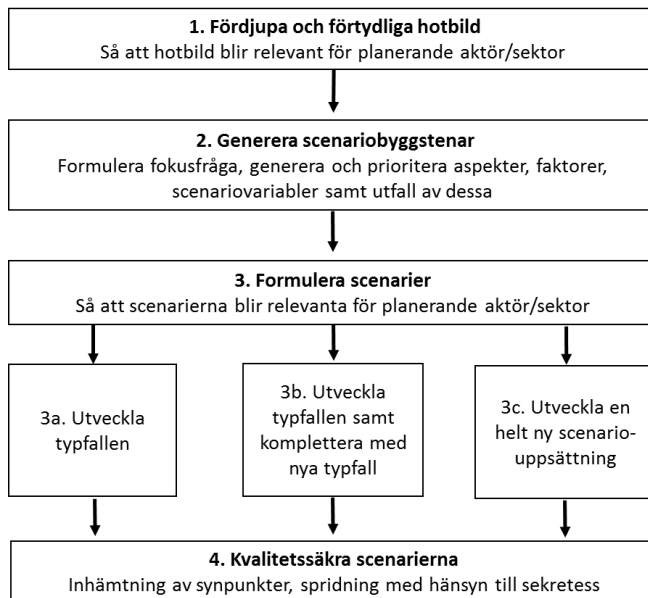 1. Fördjupa och förtydliga hotbild
Så att hotbild blir relevant för planerande aktör/sektor
2. Generera scenariobyggstenar
Formulera fokusfråga, generera och prioritera aspekter, faktorer,
scenariovariabler samt utfall av dessa
3. Formulera scenarier
Så att scenarierna blir relevanta för planerande aktör/sektor
3a. Utveckla
typfallen
3b. Utveckla
typfallen samt
komplettera med
nya typfall
3c. Utveckla en
helt ny scenario-
uppsättning
4. Kvalitetssäkra scenarierna
Inhämtning av synpunkter, spridning med hänsyn till sekretess